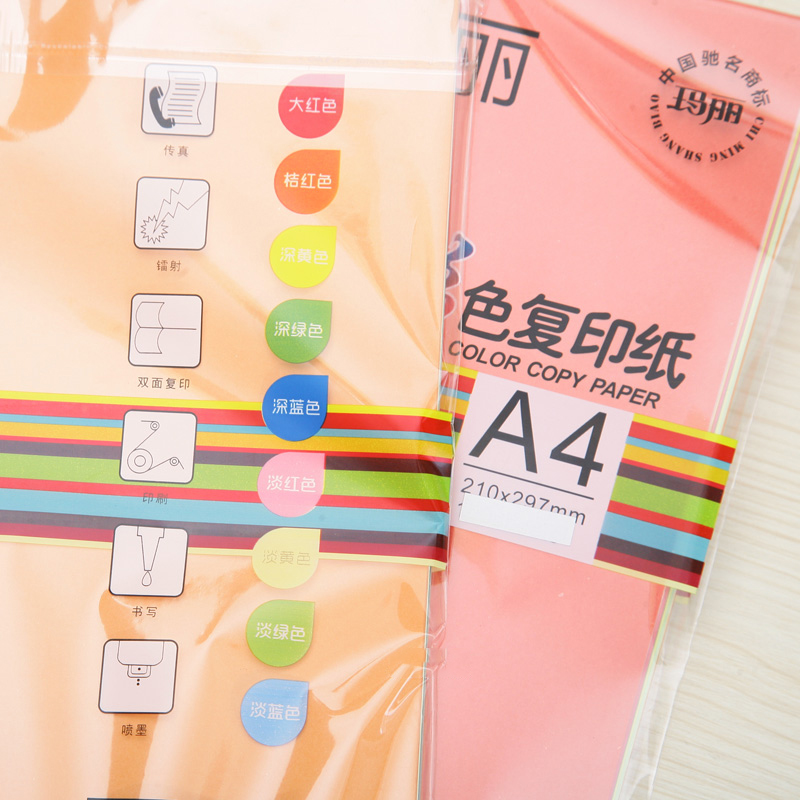 传真
镭射
双面复印
印刷
书写
喷墨
大红色
桔红色
深黄色
深绿色
深蓝色
淡红色
淡黄色
淡绿色
淡蓝色
丽
中国驰名商标
玛丽
CHI MING SHANG BIAO
色复印纸
COLOR COPY PAPER
A4
210x297mm